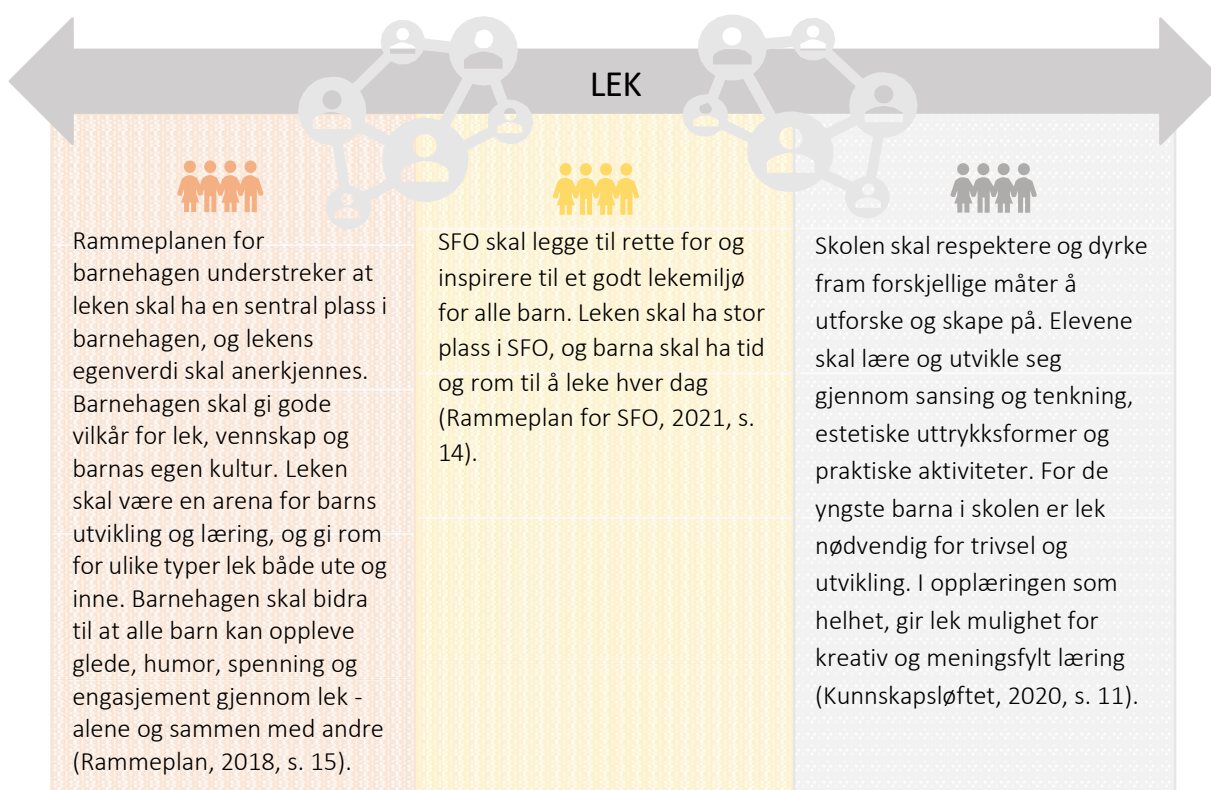 LEK
Rammeplanen for
barnehagen understreker at
leken skal ha en sentral plass i
barnehagen, og lekens
egenverdi skal anerkjennes.
Barnehagen skal gi gode
vilkår for lek, vennskap og
barnas egen kultur. Leken
skal være en arena for barns
utvikling og læring, og gi rom
for ulike typer lek både ute og
inne. Barnehagen skal bidra
til at alle barn kan oppleve
glede, humor, spenning og
engasjement gjennom lek -
alene og sammen med andre
(Rammeplan, 2018, s. 15).
SFO skal legge til rette for og
inspirere til et godt lekemiljø
for alle barn. Leken skal ha stor
plass i SFO, og barna skal ha tid
og rom til å leke hver dag
(Rammeplan for SFO, 2021, s.
14).
Skolen skal respektere og dyrke
fram forskjellige måter å
utforske og skape på. Elevene
skal lære og utvikle seg
gjennom sansing og tenkning,
estetiske uttrykksformer og
praktiske aktiviteter. For de
yngste barna i skolen er lek
nødvendig for trivsel og
utvikling. I opplæringen som
helhet, gir lek mulighet for
kreativ og meningsfylt læring
(Kunnskapsløftet, 2020, s. 11).